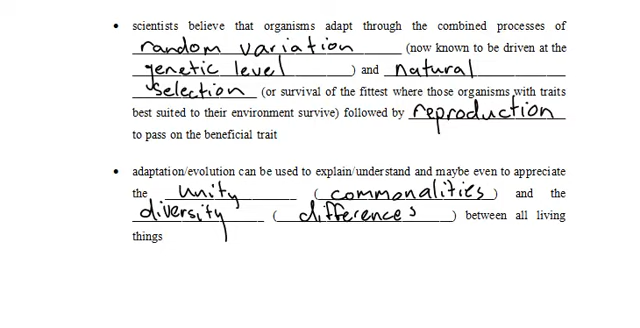 • scientists believe that organisms adapt through the combined processes of
random variation (now known to be driven at the
genetic level ) and natural
selection (or survival of the fittest where those organisms with traits
best suited to their environment survive) followed by reproduction
to pass on the beneficial trait
• adaptation/evolution can be used to explain/understand and maybe even to appreciate
the unity (commonalities) and the
diversity (differences) between all living
things